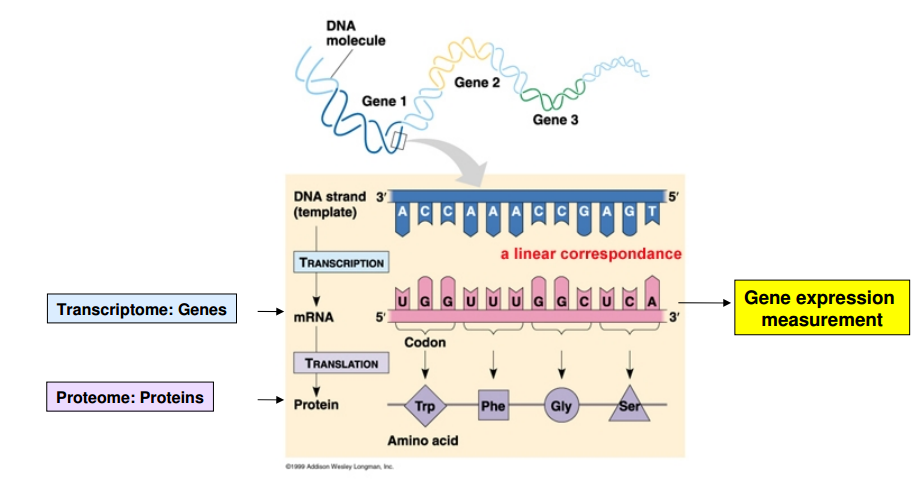 DNA
molecule
Gene 1
Gene 2
Gene 3
DNA strand
(template)
3' 5'
A C C A A A C C G A G T
a linear correspondance
TRANSCRIPTION
U G G U U U G G C U C A
Gene expression
measurement
Transcriptome: Genes
mRNA
5' 3'
Codon
TRANSLATION
Proteome: Proteins
Protein
Trp Phe Gly Ser
Amino acid
©1999 Addison Wesley Longman, Inc.